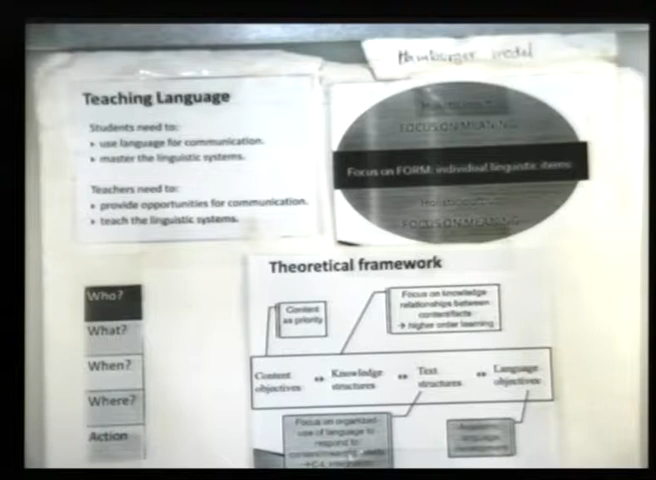 Hamburger model
Teaching Language
Students need to:
▸ use language for communication.
▸ master the linguistic systems.
Teachers need to:
▸ provide opportunities for communication.
▸ teach the linguistic systems.
FOCUS ON MEANING
Focus on FORM: individual linguistic items
FOCUS ON MEANING
Who?
What?
When?
Where?
Action
Theoretical framework
Content
as priority
Focus on knowledge
relationships between
content/facts
→ higher order learning
Content
objectives
↔
Knowledge
structures
↔
Text
structures
↔
Language
objectives
Focus on organized
use of language to
respond to
language